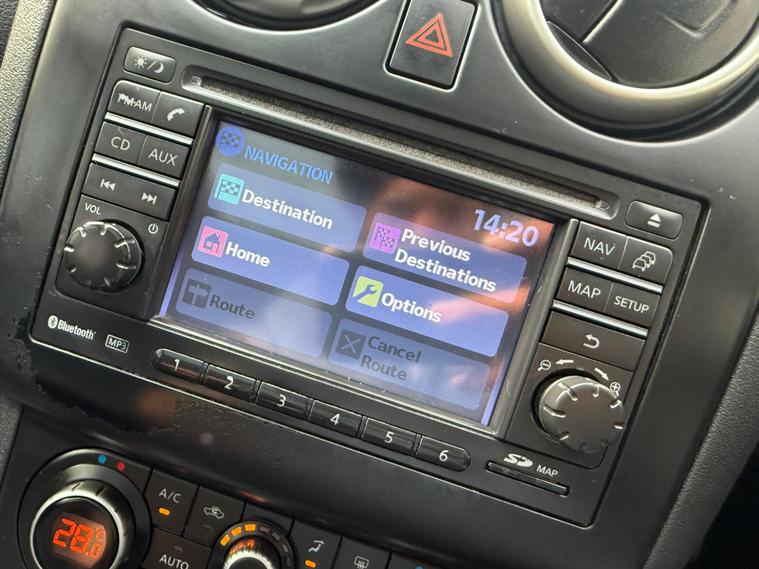 FM·AM
CD
AUX
VOL
NAVIGATION
14:20
Destination
Previous
Destinations
Home
Options
Route
Cancel
Route
NAV
MAP
SETUP
Bluetooth
MP3
1
2
3
4
5
6
SD MAP
A/C
AUTO